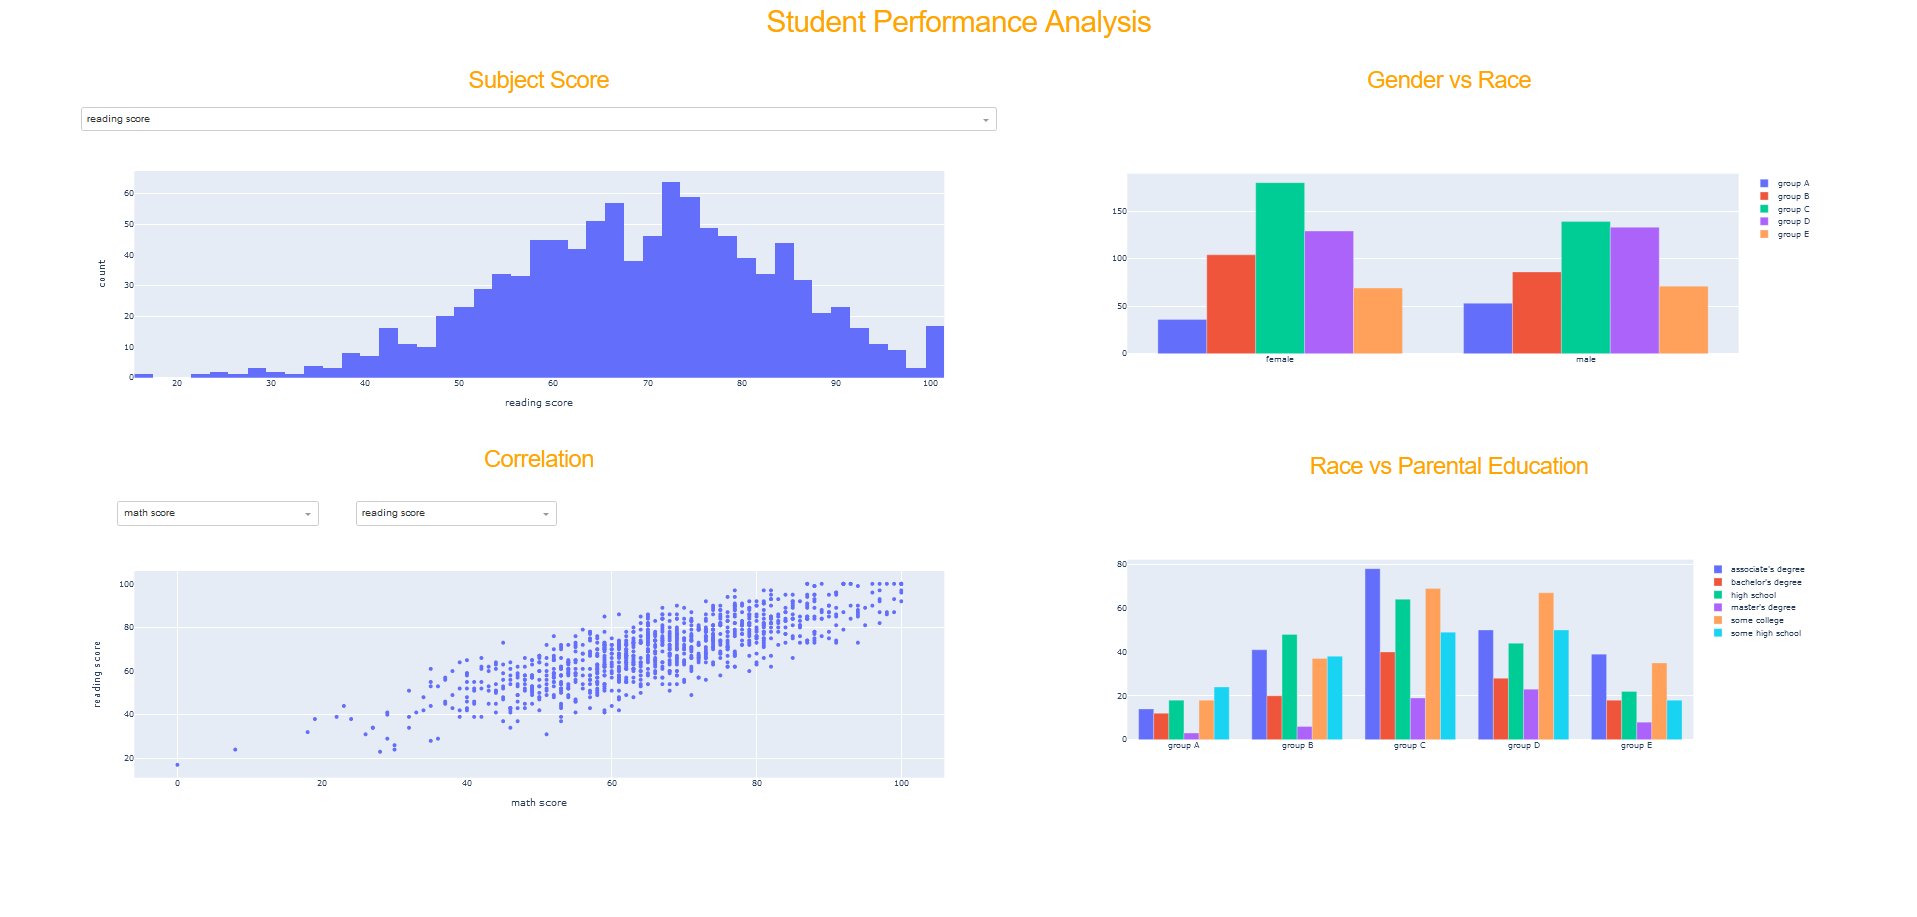 Student Performance Analysis
Subject Score
reading score
60
50
40
30
20
10
0
count
20 30 40 50 60 70 80 90 100
reading score
Gender vs Race
150
100
50
0
female male
group A
group B
group C
group D
group E
Correlation
math score reading score
100
80
60
40
20
reading score
0 20 40 60 80 100
math score
Race vs Parental Education
80
60
40
20
0
group A group B group C group D group E
associate's degree
bachelor's degree
high school
master's degree
some college
some high school